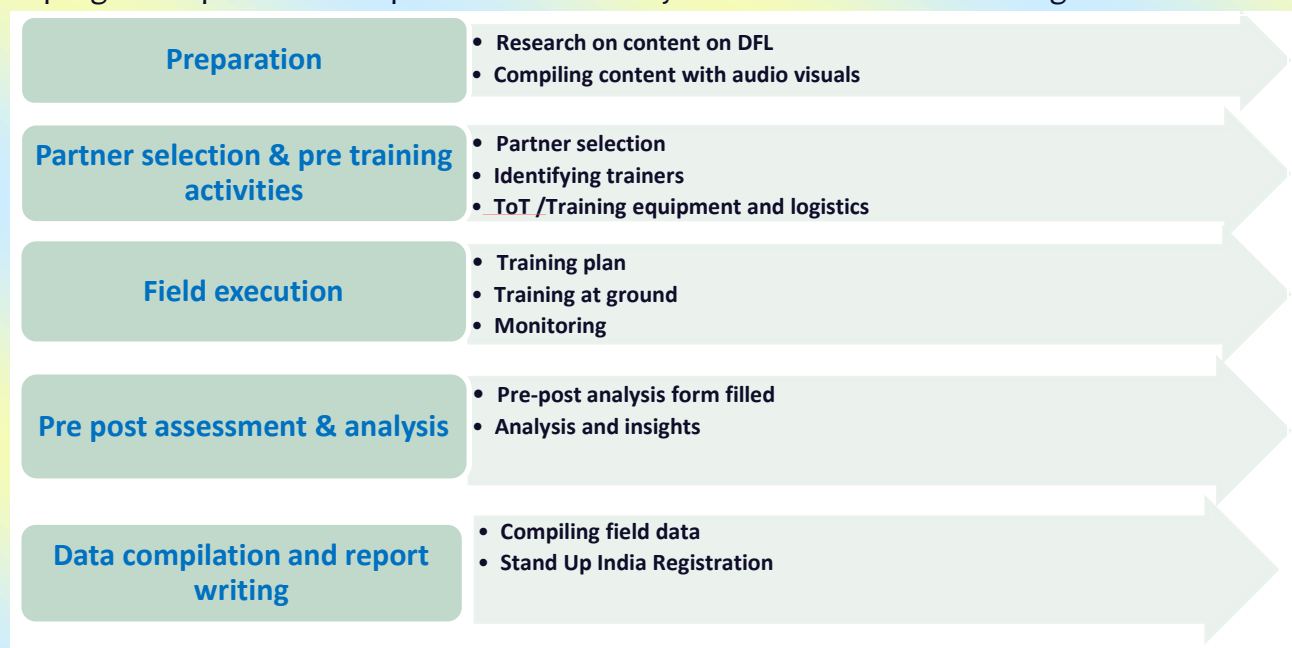 Preparation
• Research on content on DFL
• Compiling content with audio visuals
Partner selection & pre training
activities
• Partner selection
• Identifying trainers
• ToT /Training equipment and logistics
Field execution
• Training plan
• Training at ground
• Monitoring
Pre post assessment & analysis
• Pre-post analysis form filled
• Analysis and insights
Data compilation and report
writing
• Compiling field data
• Stand Up India Registration